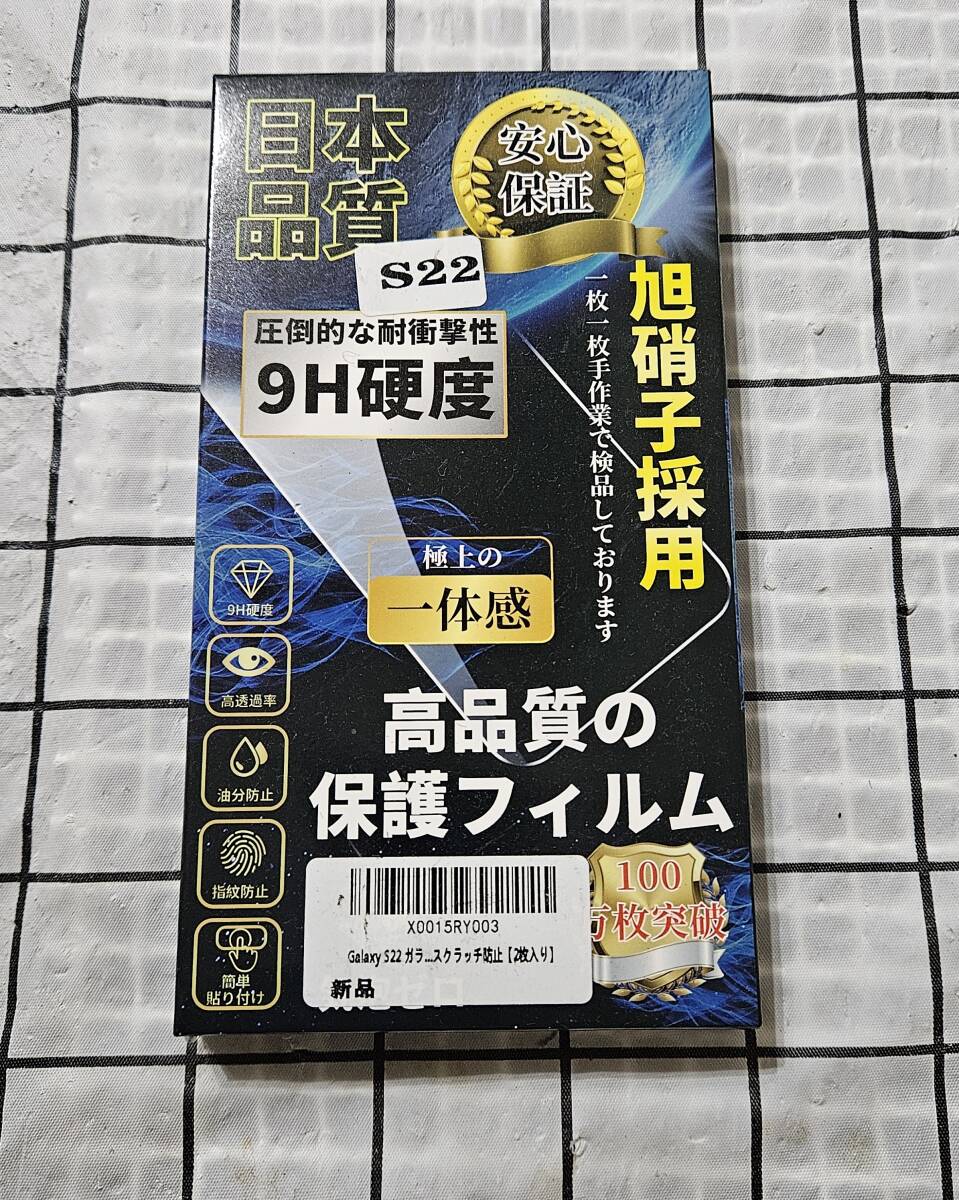 日本
品質
安心
保証
S22
圧倒的な耐衝撃性
9H硬度
旭硝子採用
一枚一枚手作業で検品しております
極上の
一体感
9H硬度
高透過率
油分防止
指紋防止
簡単
貼り付け
高品質の
保護フィルム
100
万枚突破
X0015RY003
Galaxy S22 ガラ...スクラッチ防止【2枚入り】
新品
ゼロ